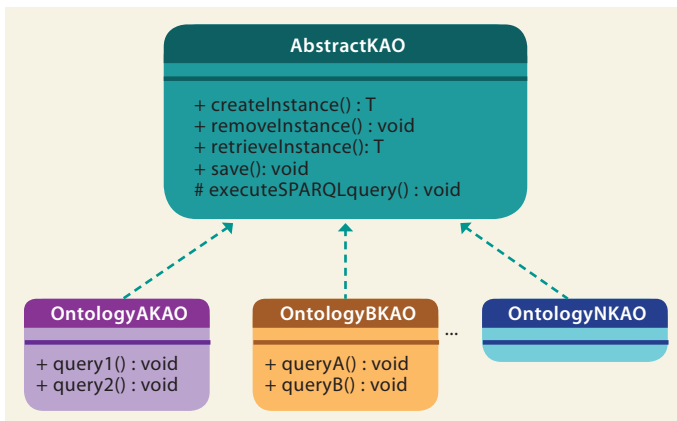 AbstractKAO
+ createInstance() : T
+ removeInstance() : void
+ retrieveInstance(): T
+ save(): void
# executeSPARQLquery() : void
OntologyAKAO
+ query1() : void
+ query2() : void
OntologyBKAO
+ queryA() : void
+ queryB() : void
...
OntologyNKAO